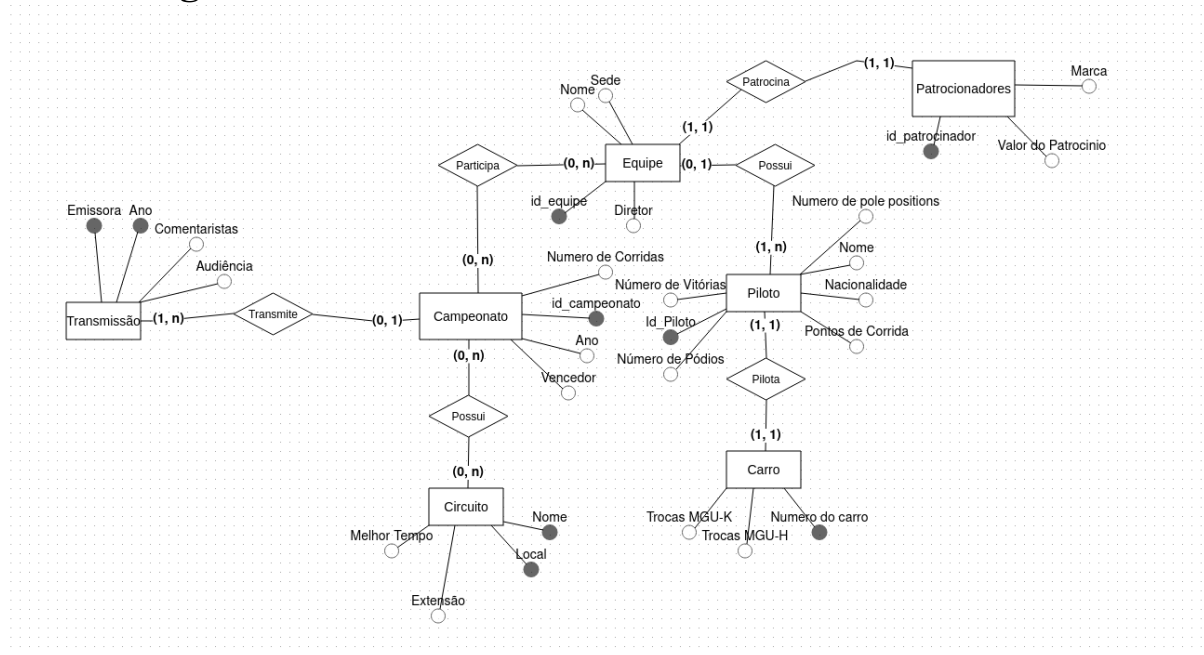 (1, 1)
Patrocina
Patrocionadores
Marca
id_patrocinador
Valor do Patrocinio
Sede
Nome
(1, 1)
Participa
(0, n)
Equipe
(0, 1)
Possui
id_equipe
Diretor
(0, n)
(1, n)
Emissora
Ano
Comentaristas
Audiência
Transmissão
(1, n)
Transmite
(0, 1)
Campeonato
Numero de Corridas
id_campeonato
Ano
Vencedor
(0, n)
Possui
(0, n)
Circuito
Nome
Local
Melhor Tempo
Extensão
Numero de pole positions
Nome
Nacionalidade
Pontos de Corrida
Número de Vitórias
Piloto
Id_Piloto
Número de Pódios
(1, 1)
Pilota
(1, 1)
Carro
Trocas MGU-K
Trocas MGU-H
Numero do carro